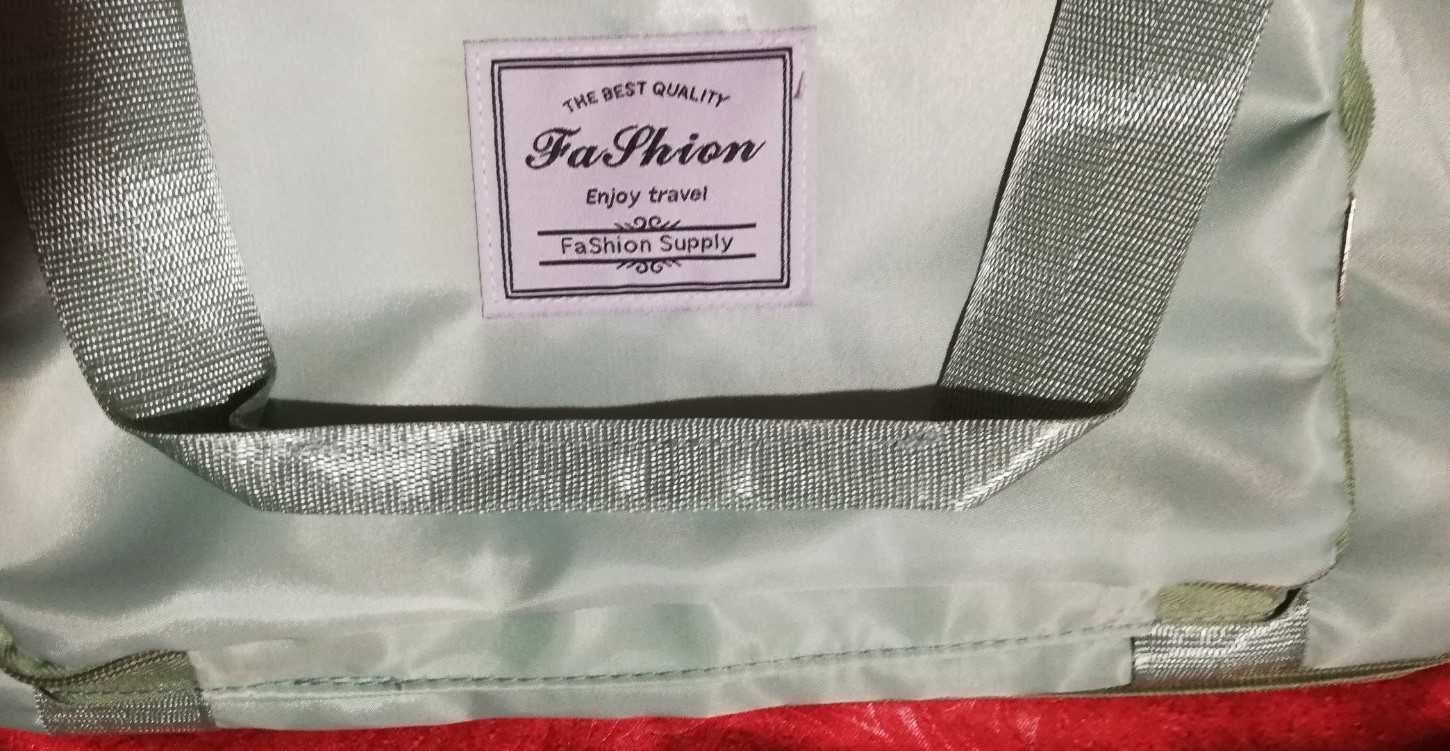 THE BEST QUALITY
FaShion
Enjoy travel
FaShion Supply